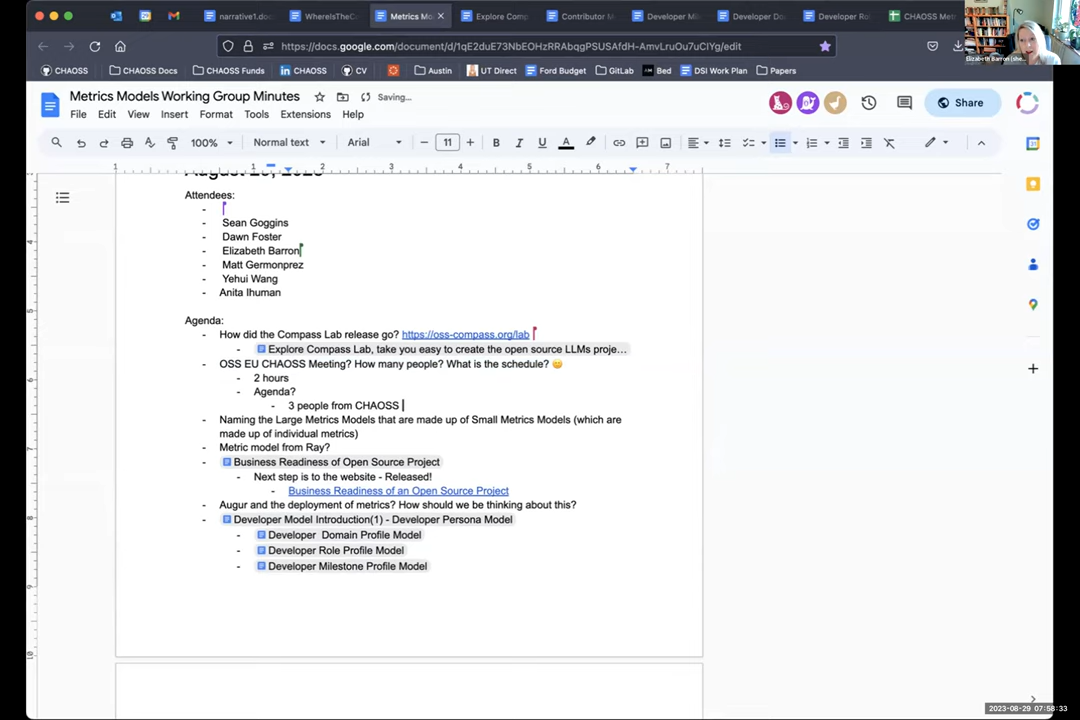 narrative1.doc
WhereIsTheC
Metrics Mo
Explore Comp
Contributor M
Developer Mile
Developer Do
Developer Rol
CHAOSS Met
https://docs.google.com/document/d/1qE2duE73NbEOHzRRAbqgPSUSAfdH-AmvLruOu7uCIYg/edit
CHAOSS
CHAOSS Docs
CHAOSS Funds
CHAOSS
CV
Austin
UT Direct
Ford Budget
GitLab
Bed
DSI Work Plan
Papers
Metrics Models Working Group Minutes
Saving...
File Edit View Insert Format Tools Extensions Help
Share
100% Normal text Arial 11
1 1 2 3 4 5 6 7
Attendees:
- Sean Goggins
- Dawn Foster
- Elizabeth Barron
- Matt Germonprez
- Yehui Wang
- Anita Ihuman
Agenda:
- How did the Compass Lab release go? https://oss-compass.org/lab
- Explore Compass Lab, take you easy to create the open source LLMs proje...
- OSS EU CHAOSS Meeting? How many people? What is the schedule? 😊
- 2 hours
- Agenda?
- 3 people from CHAOSS
- Naming the Large Metrics Models that are made up of Small Metrics Models (which are
made up of individual metrics)
- Metric model from Ray?
- Business Readiness of Open Source Project
- Next step is to the website - Released!
- Business Readiness of an Open Source Project
- Augur and the deployment of metrics? How should we be thinking about this?
- Developer Model Introduction(1) - Developer Persona Model
- Developer Domain Profile Model
- Developer Role Profile Model
- Developer Milestone Profile Model
2023-08-29 07:58:33